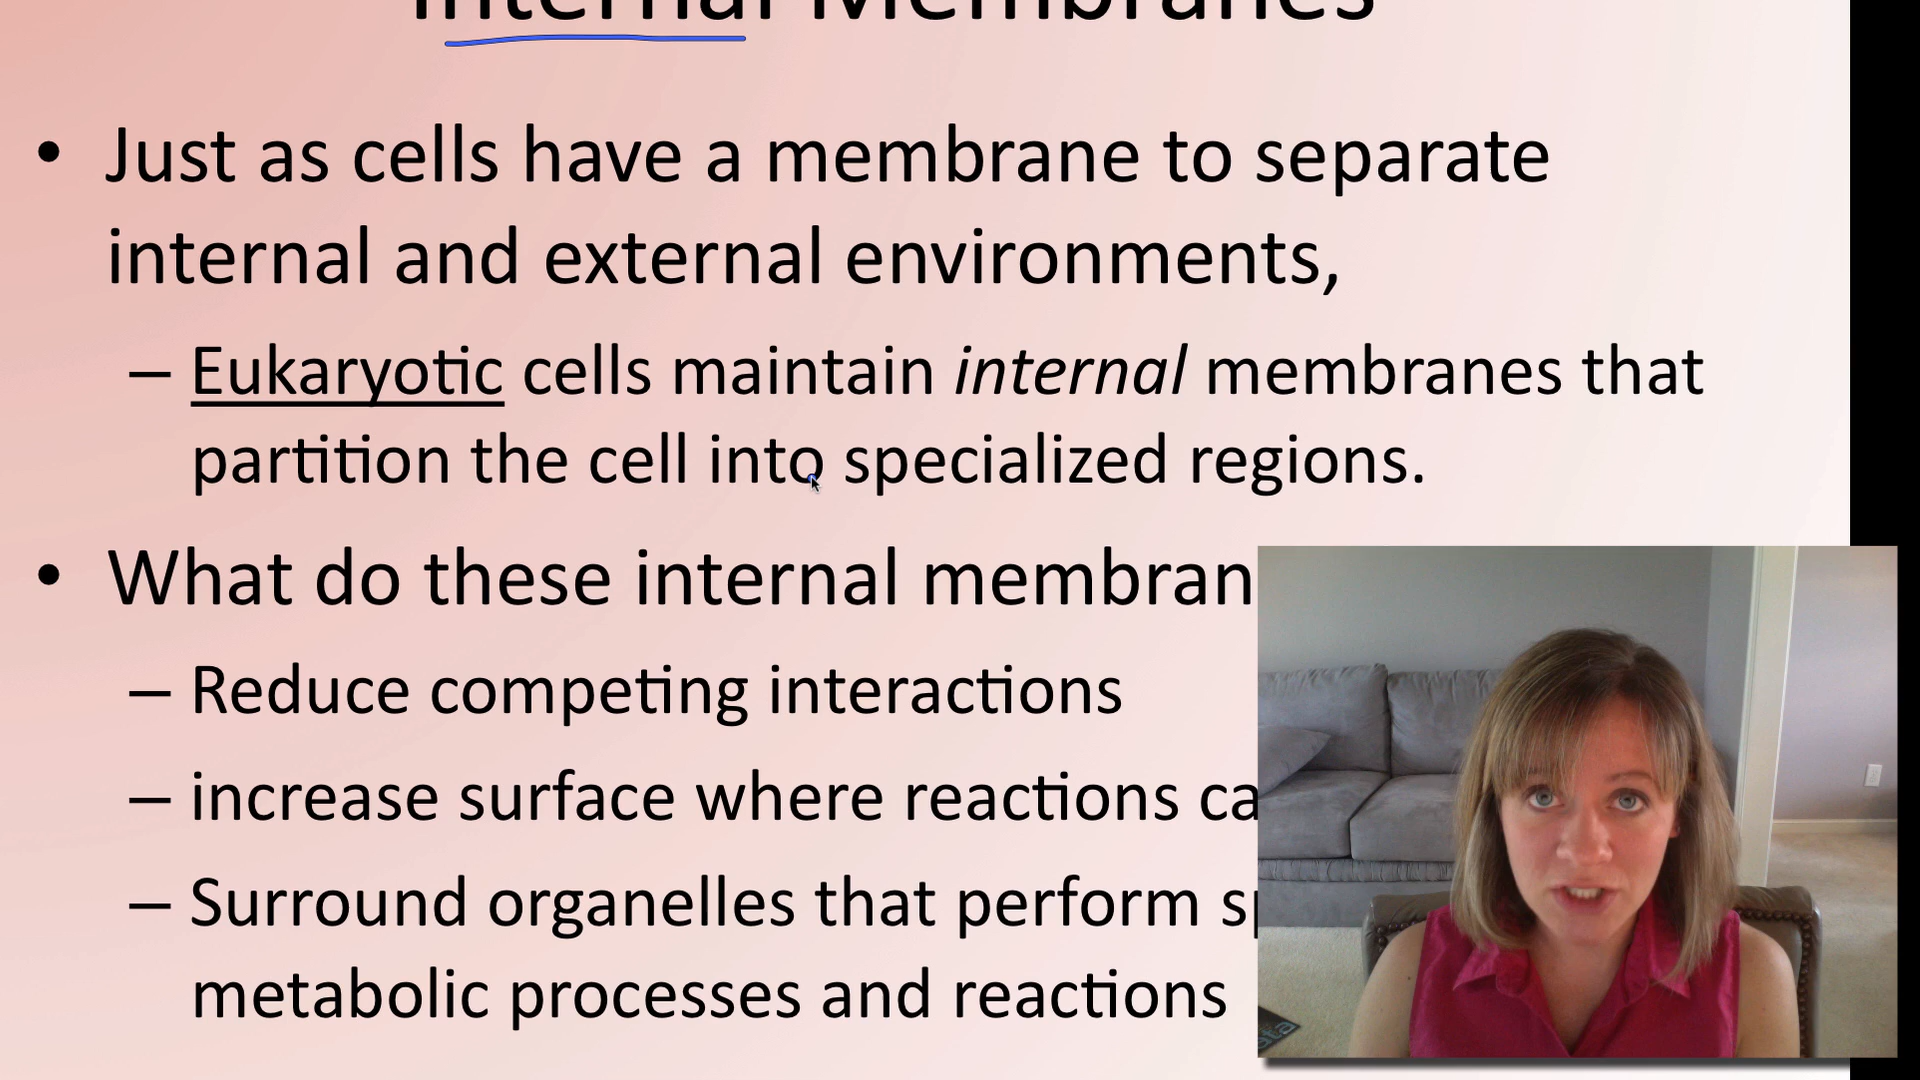 Internal Membranes
• Just as cells have a membrane to separate
internal and external environments,
– Eukaryotic cells maintain internal membranes that
partition the cell into specialized regions.
• What do these internal membran
– Reduce competing interactions
– increase surface where reactions ca
– Surround organelles that perform sp
metabolic processes and reactions